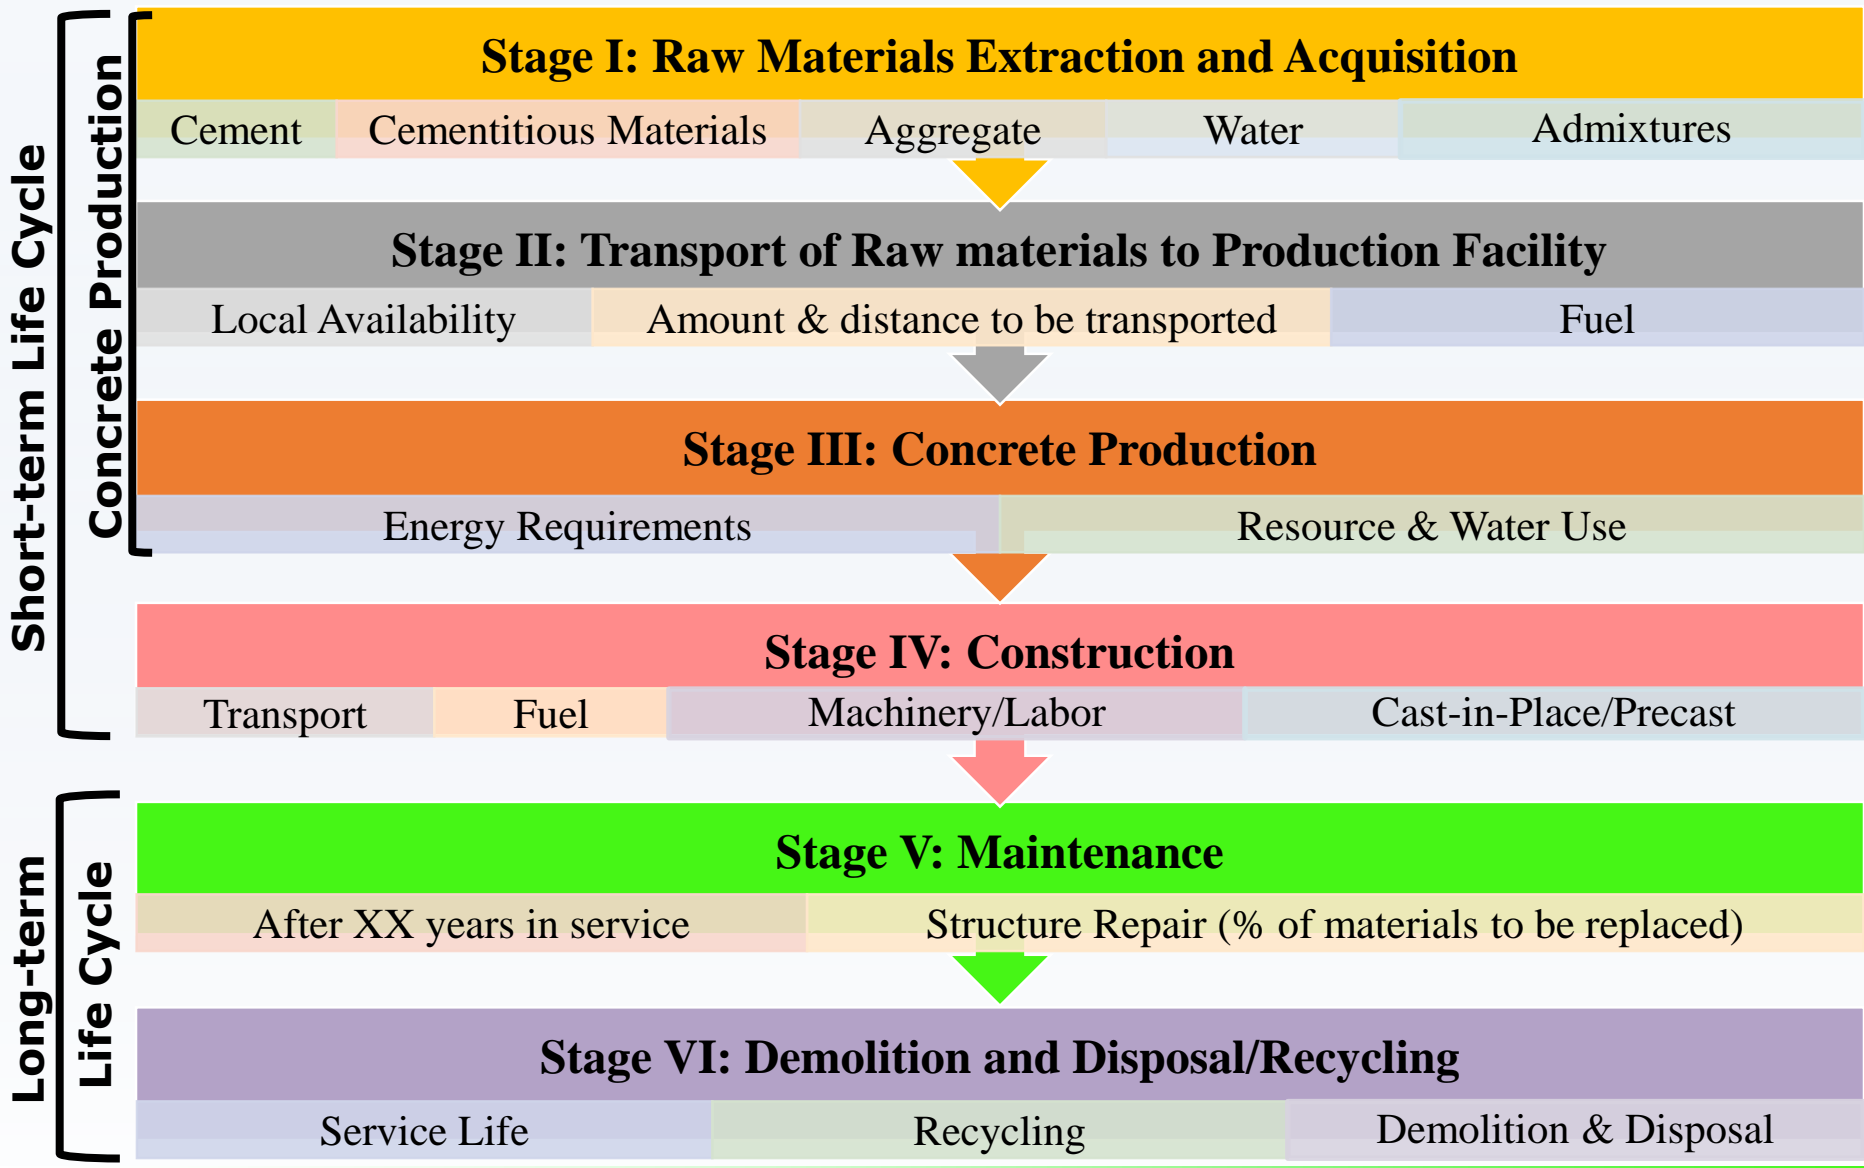 Short-term Life Cycle
Concrete Production
Stage I: Raw Materials Extraction and Acquisition
Cement
Cementitious Materials
Aggregate
Water
Admixtures
Stage II: Transport of Raw materials to Production Facility
Local Availability
Amount & distance to be transported
Fuel
Stage III: Concrete Production
Energy Requirements
Resource & Water Use
Stage IV: Construction
Transport
Fuel
Machinery/Labor
Cast-in-Place/Precast
Long-term
Life Cycle
Stage V: Maintenance
After XX years in service
Structure Repair (% of materials to be replaced)
Stage VI: Demolition and Disposal/Recycling
Service Life
Recycling
Demolition & Disposal